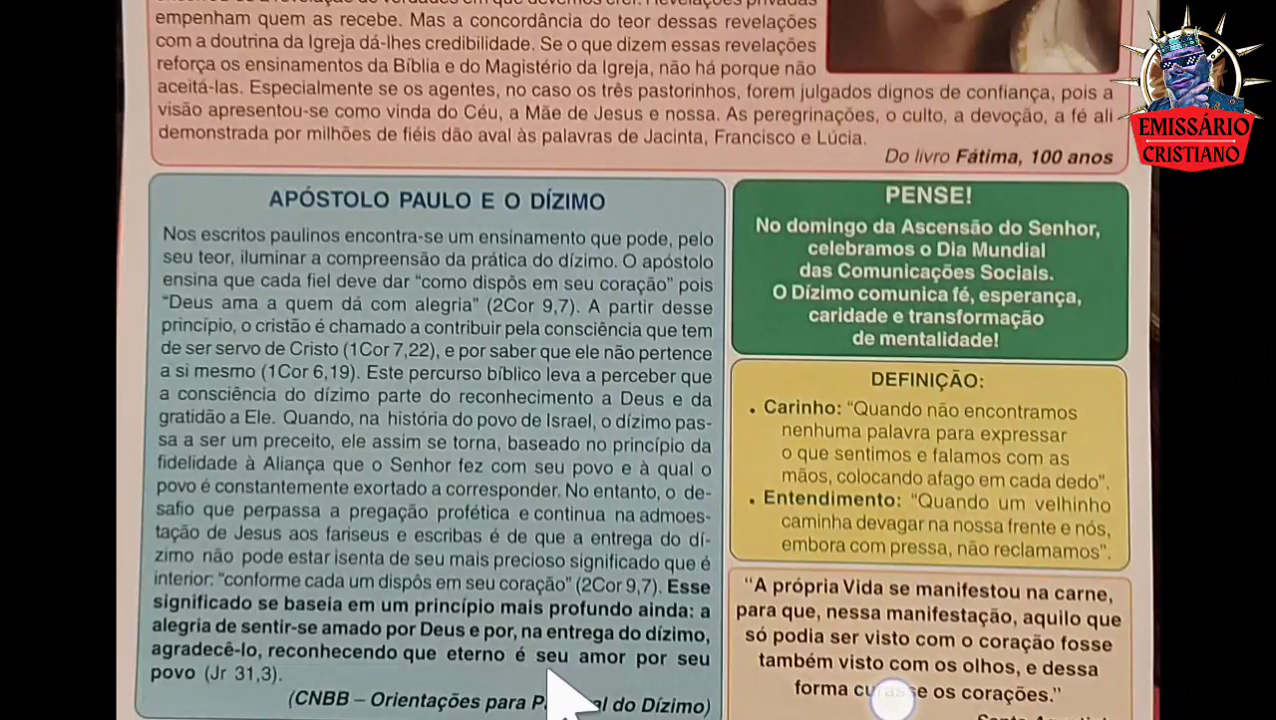 empenham quem as recebe. Mas a concordância do teor dessas revelações
com a doutrina da Igreja dá-lhes credibilidade. Se o que dizem essas revelações
reforça os ensinamentos da Bíblia e do Magistério da Igreja, não há porque não
aceitá-las. Especialmente se os agentes, no caso os três pastorinhos, forem julgados dignos de confiança, pois a
visão apresentou-se como vinda do Céu, a Mãe de Jesus e nossa. As peregrinações, o culto, a devoção, a fé ali
demonstrada por milhões de fiéis dão aval às palavras de Jacinta, Francisco e Lúcia.
Do livro Fátima, 100 anos
EMISSÁRIO
CRISTIANO
APÓSTOLO PAULO E O DÍZIMO
Nos escritos paulinos encontra-se um ensinamento que pode, pelo
seu teor, iluminar a compreensão da prática do dízimo. O apóstolo
ensina que cada fiel deve dar “como dispôs em seu coração” pois
“Deus ama a quem dá com alegria” (2Cor 9,7). A partir desse
princípio, o cristão é chamado a contribuir pela consciência que tem
de ser servo de Cristo (1Cor 7,22), e por saber que ele não pertence
a si mesmo (1Cor 6,19). Este percurso bíblico leva a perceber que
a consciência do dízimo parte do reconhecimento a Deus e da
gratidão a Ele. Quando, na história do povo de Israel, o dízimo pas-
sa a ser um preceito, ele assim se torna, baseado no princípio da
fidelidade à Aliança que o Senhor fez com seu povo e à qual o
povo é constantemente exortado a corresponder. No entanto, o de-
safio que perpassa a pregação profética e continua na admoes-
tação de Jesus aos fariseus e escribas é de que a entrega do dí-
zimo não pode estar isenta de seu mais precioso significado que é
interior: “conforme cada um dispôs em seu coração” (2Cor 9,7). Esse
significado se baseia em um princípio mais profundo ainda: a
alegria de sentir-se amado por Deus e por, na entrega do dízimo,
agradecê-lo, reconhecendo que eterno é seu amor por seu
povo (Jr 31,3).
(CNBB – Orientações para do Dízimo)
PENSE!
No domingo da Ascensão do Senhor,
celebramos o Dia Mundial
das Comunicações Sociais.
O Dízimo comunica fé, esperança,
caridade e transformação
de mentalidade!
DEFINIÇÃO:
• Carinho: “Quando não encontramos
nenhuma palavra para expressar
o que sentimos e falamos com as
mãos, colocando afago em cada dedo”.
• Entendimento: “Quando um velhinho
caminha devagar na nossa frente e nós,
embora com pressa, não reclamamos”.
“A própria Vida se manifestou na carne,
para que, nessa manifestação, aquilo que
só podia ser visto com o coração fosse
também visto com os olhos, e dessa
forma curasse os corações.”